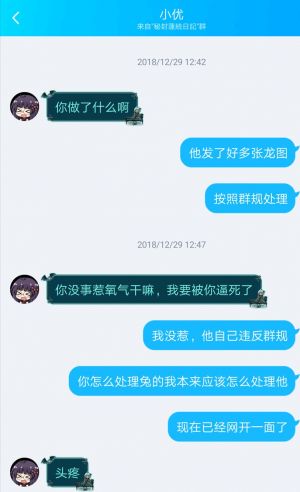 小优
来自"秘封蓮統日記"群
2018/12/29 12:42
你做了什么啊
他发了好多张龙图
按照群规处理
2018/12/29 12:47
你没事惹氧气干嘛，我要被你逼死了
我没惹，他自己违反群规
你怎么处理兔的我本来应该怎么处理他
现在已经网开一面了
头疼